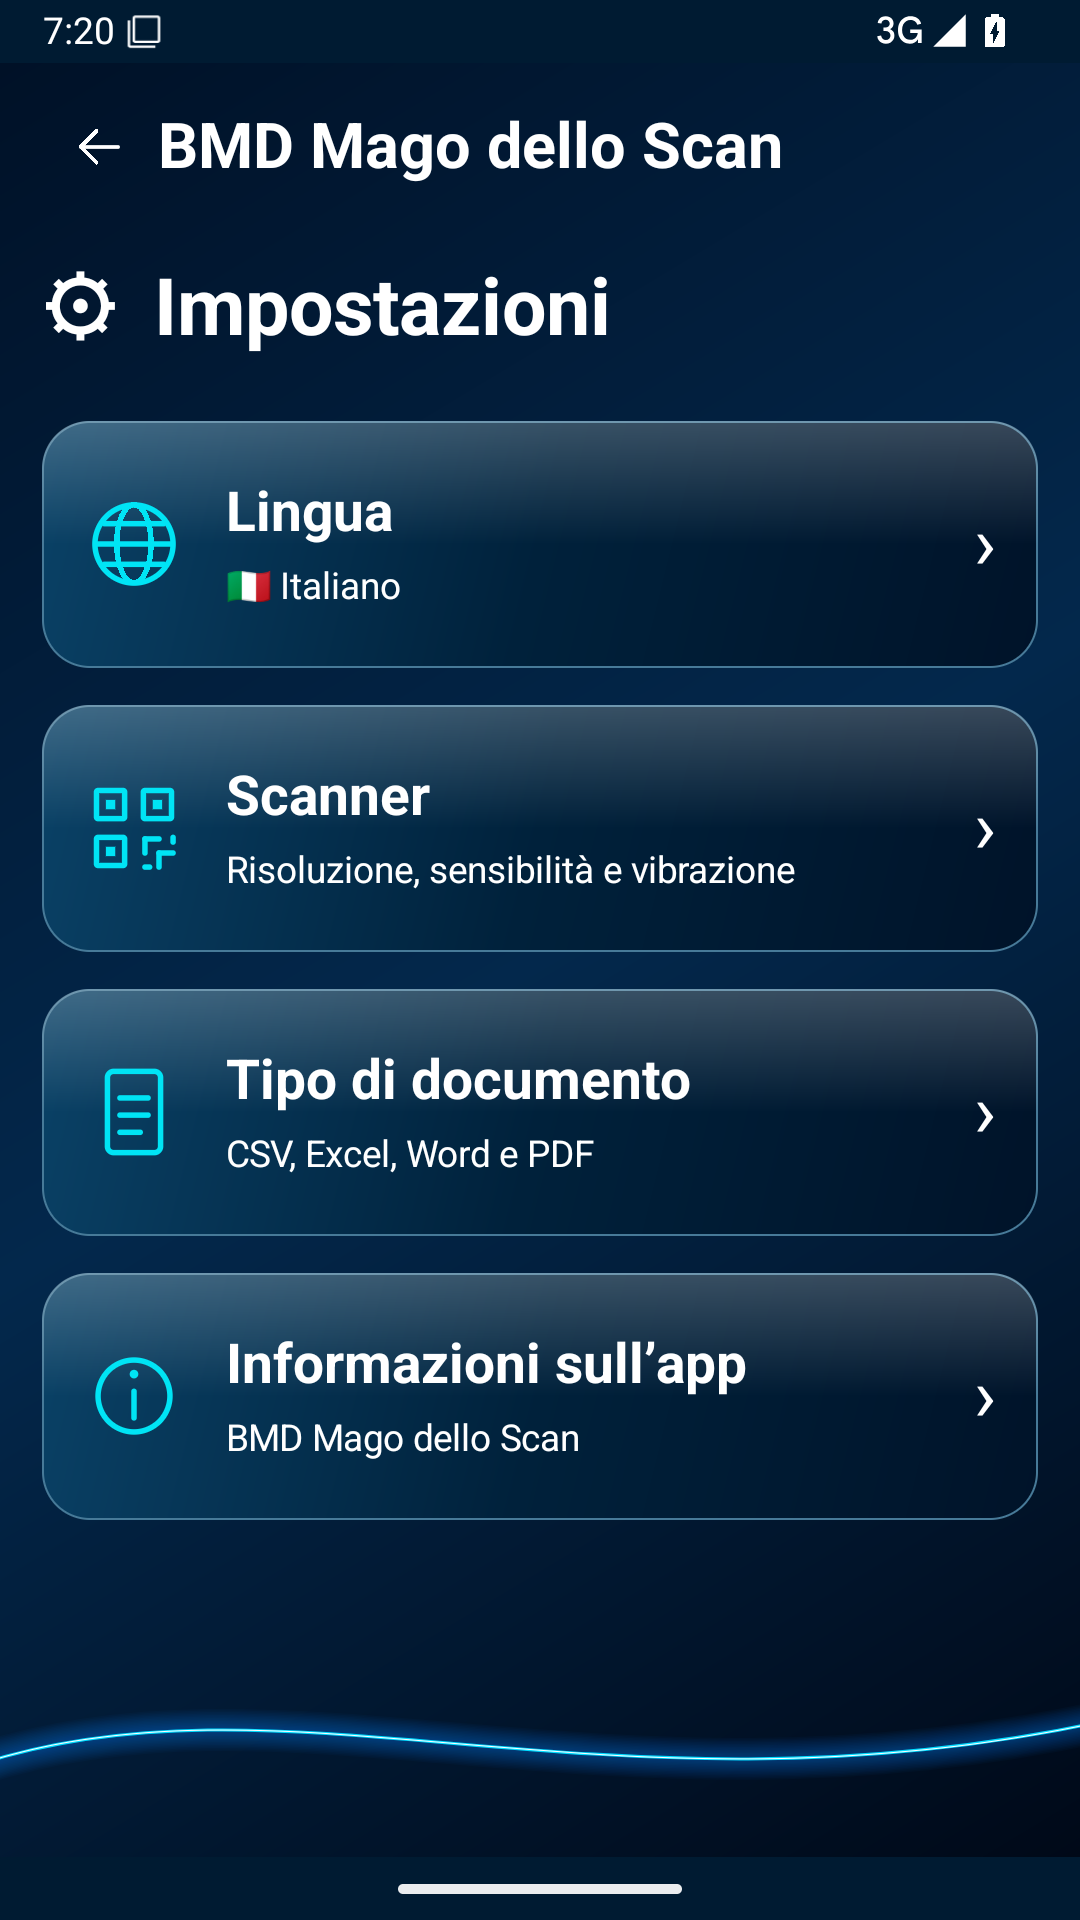 7:20
3G
BMD Mago dello Scan
Impostazioni
Lingua
🇮🇹 Italiano
Scanner
Risoluzione, sensibilità e vibrazione
Tipo di documento
CSV, Excel, Word e PDF
Informazioni sull’app
BMD Mago dello Scan